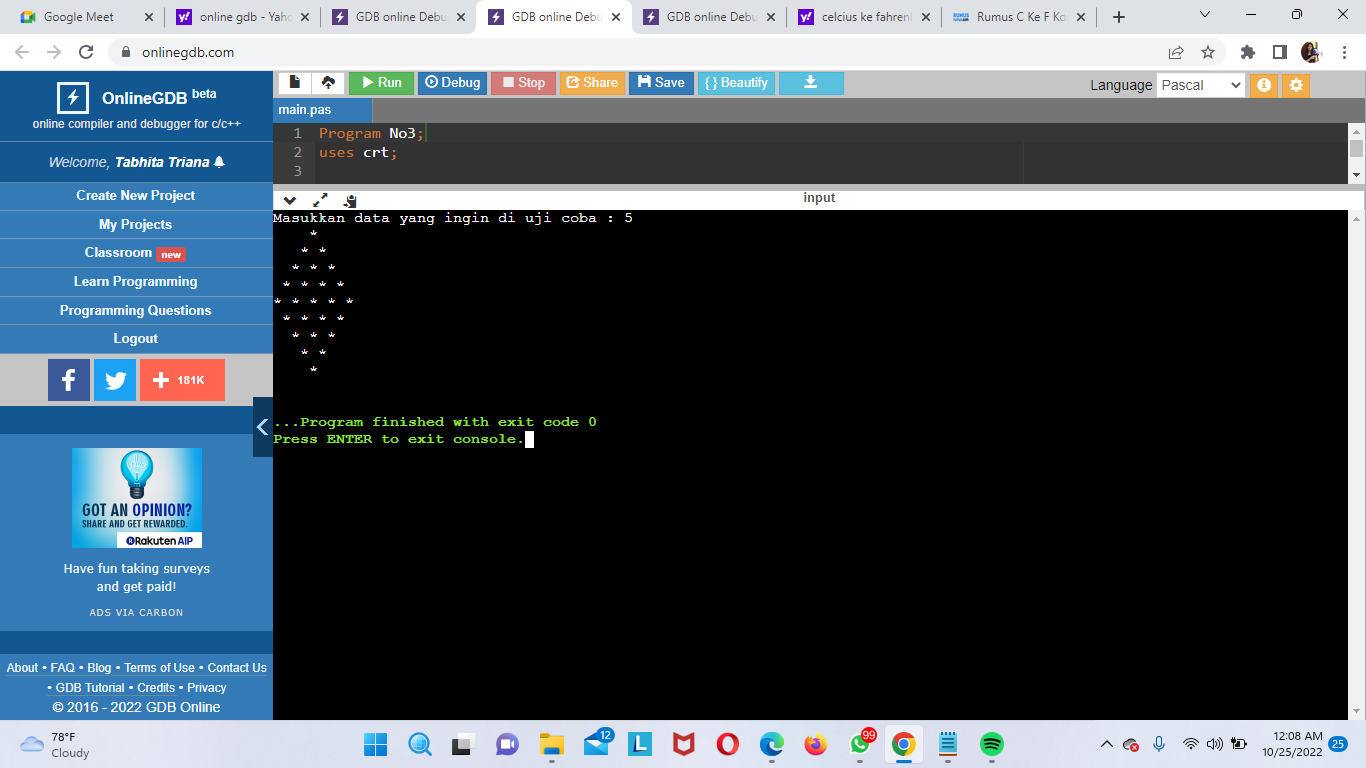 Google Meet
online gdb - Yaho
GDB online Debu
GDB online Debu
GDB online Debu
celcius ke fahrenl
Rumus C Ke F Ko
onlinegdb.com
OnlineGDB beta
online compiler and debugger for c/c++
Welcome, Tabhita Triana
Create New Project
My Projects
Classroom new
Learn Programming
Programming Questions
Logout
181K
GOT AN OPINION?
SHARE AND GET REWARDED.
Rakuten AIP
Have fun taking surveys
and get paid!
ADS VIA CARBON
About • FAQ • Blog • Terms of Use • Contact Us
• GDB Tutorial • Credits • Privacy
© 2016 - 2022 GDB Online
Run Debug Stop Share Save { } Beautify
Language Pascal
main.pas
1 Program No3;
2 uses crt;
3
input
Masukkan data yang ingin di uji coba : 5
*
* *
* * *
* * * *
* * * * *
* * * *
* * *
* *
*
...Program finished with exit code 0
Press ENTER to exit console.
78°F
Cloudy
12
99
12:08 AM
10/25/2022
25